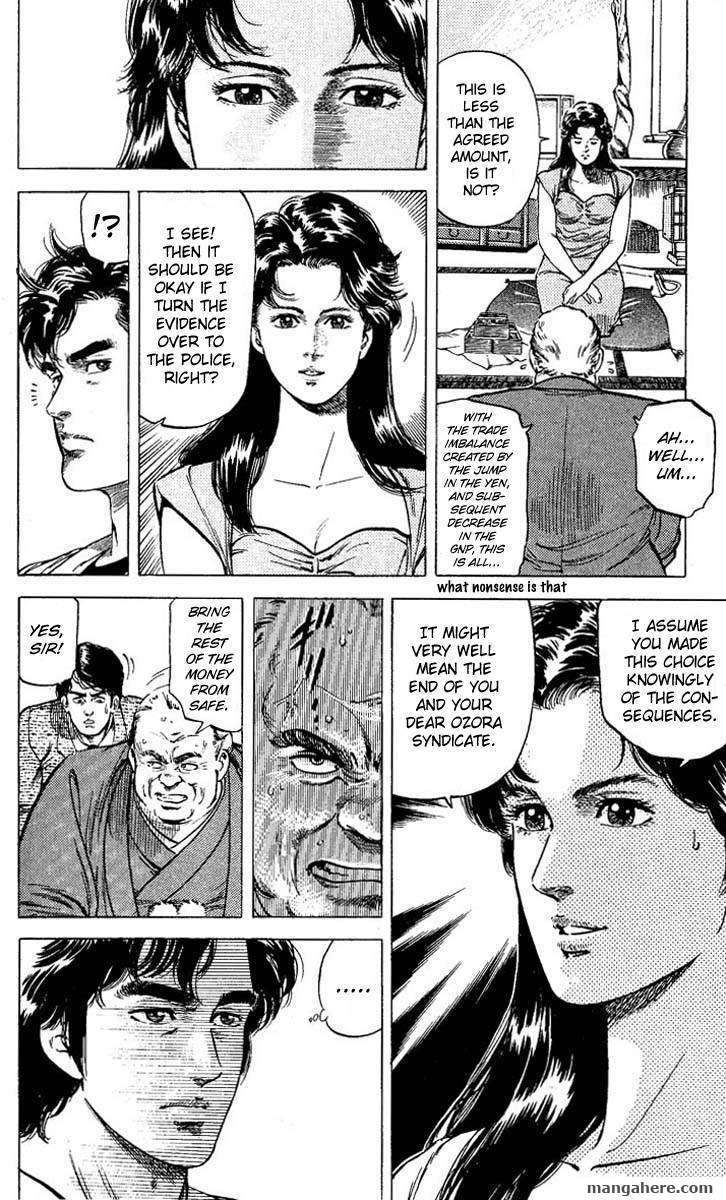 THIS IS
LESS
THAN THE
AGREED
AMOUNT,
IS IT
NOT?
AH...
WELL...
UM...
WITH
THE TRADE
IMBALANCE
CREATED BY
THE JUMP
IN THE YEN,
AND SUB-
SEQUENT
DECREASE
IN THE
GNP, THIS
IS ALL...
what nonsense is that
I SEE!
THEN IT
SHOULD BE
OKAY IF I
TURN THE
EVIDENCE
OVER TO
THE POLICE,
RIGHT?
!?
I ASSUME
YOU MADE
THIS CHOICE
KNOWINGLY
OF THE CON-
SEQUENCES.
IT MIGHT
VERY WELL
MEAN THE
END OF YOU
AND YOUR
DEAR OZORA
SYNDICATE.
BRING
THE REST
OF THE
MONEY
FROM
SAFE.
YES,
SIR!
.....
mangahere.com